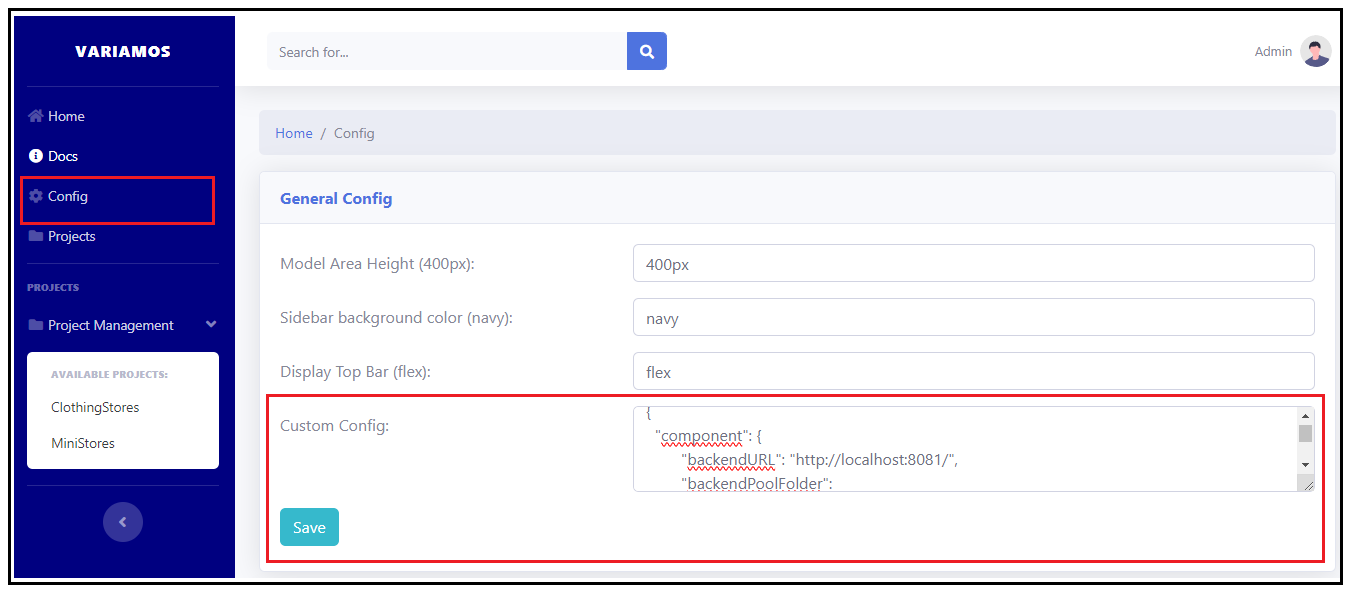 VARIAMOS
Search for...
Admin
Home
Docs
Config
Projects
PROJECTS
Project Management
AVAILABLE PROJECTS:
ClothingStores
MiniStores
Home / Config
General Config
Model Area Height (400px):
400px
Sidebar background color (navy):
navy
Display Top Bar (flex):
flex
Custom Config:
{
"component": {
"backendURL": "http://localhost:8081/",
"backendPoolFolder":
Save